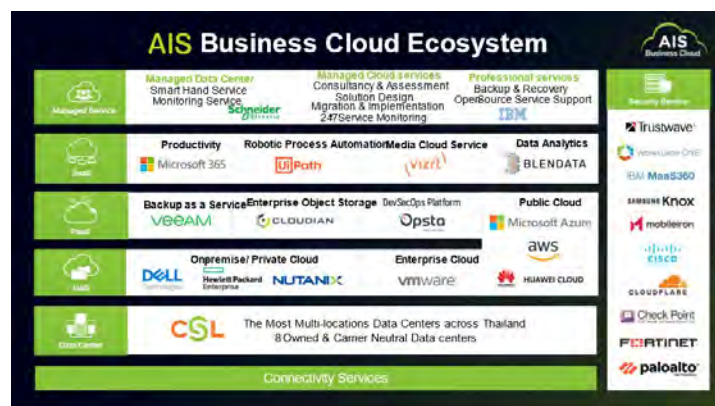 AIS Business Cloud Ecosystem
AIS
Business Cloud
Managed Service
Managed Data Center
Smart Hand Service
Monitoring Service
Schneider
Electric
Managed Cloud services
Consultancy & Assessment
Solution Design
Migration & Implementation
247Service Monitoring
Professional services
Backup & Recovery
OpenSource Service Support
IBM
SaaS
Productivity
Microsoft 365
Robotic Process Automation
UiPath
Media Cloud Service
vizrt
Data Analytics
BLENDATA
PaaS
Backup as a Service
veeam
Enterprise Object Storage
CLOUDIAN
DevSecOps Platform
Opsta
Public Cloud
Microsoft Azure
aws
HUAWEI CLOUD
IaaS
Onpremise/ Private Cloud
DELL
Technologies
Hewlett Packard
Enterprise
NUTANIX
Enterprise Cloud
vmware
Data Center
CSL
The Most Multi-locations Data Centers across Thailand
8 Owned & Carrier Neutral Data centers
Connectivity Services
Security Service
Trustwave
Workspace ONE
IBM MaaS360
SAMSUNG Knox
mobileiron
CISCO
CLOUDFLARE
Check Point
FORTINET
paloalto